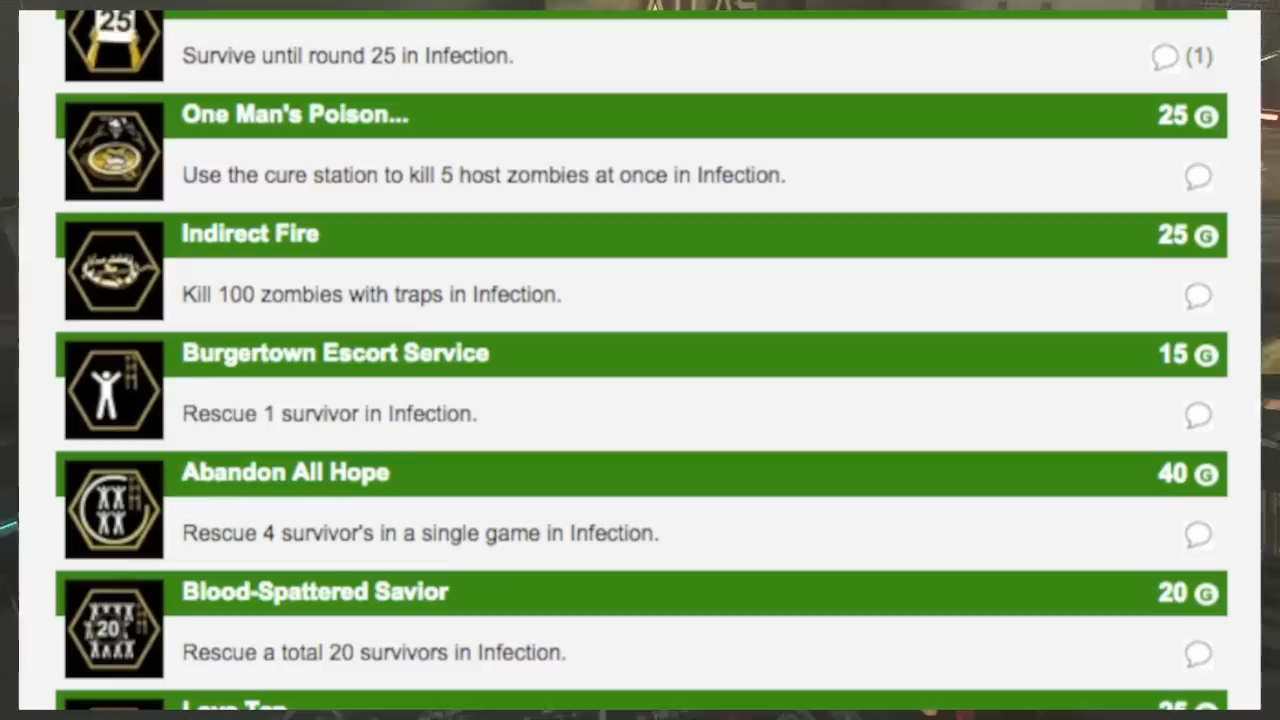 ATLAS
25
Survive until round 25 in Infection.
(1)
One Man's Poison...
25 G
Use the cure station to kill 5 host zombies at once in Infection.
Indirect Fire
25 G
Kill 100 zombies with traps in Infection.
Burgertown Escort Service
15 G
Rescue 1 survivor in Infection.
Abandon All Hope
40 G
Rescue 4 survivor's in a single game in Infection.
Blood-Spattered Savior
20 G
20
Rescue a total 20 survivors in Infection.